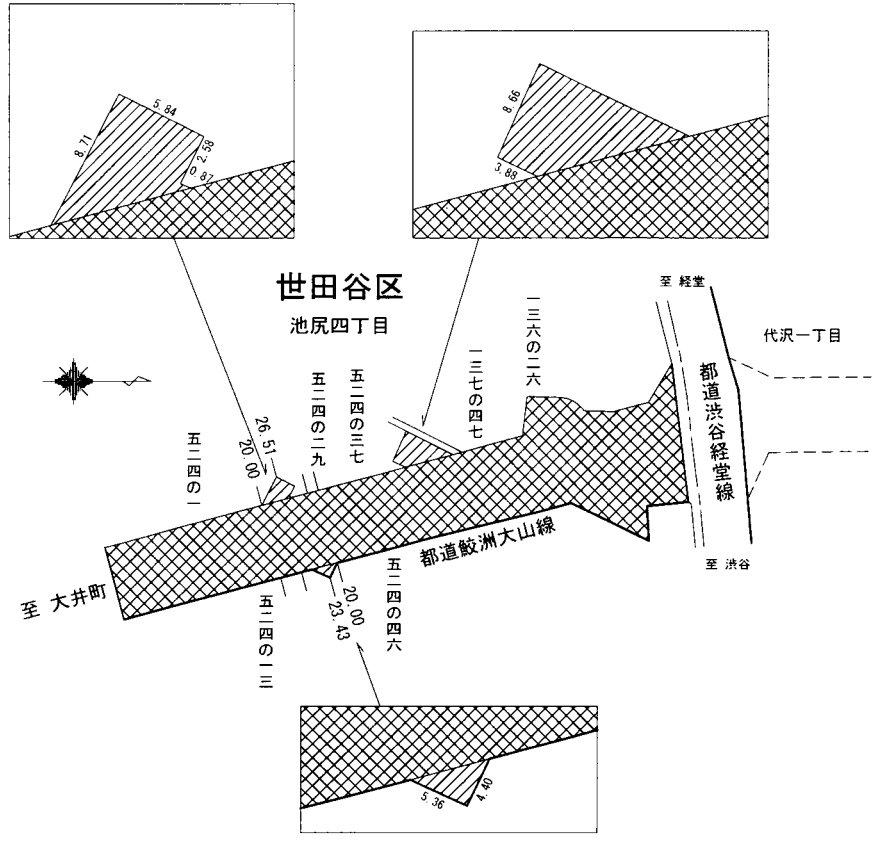 5.84
8.71
2.58
0.87
8.66
3.88
世田谷区
池尻四丁目
至 経堂
代沢一丁目
都道渋谷経堂線
至 渋谷
一三六の二六
一三七の四七
五二四の三七
五二四の二九
26.51
20.00
五二四の一
都道鮫洲大山線
至 大井町
五二四の四六
20.00
23.43
五二四の一三
5.36
4.40